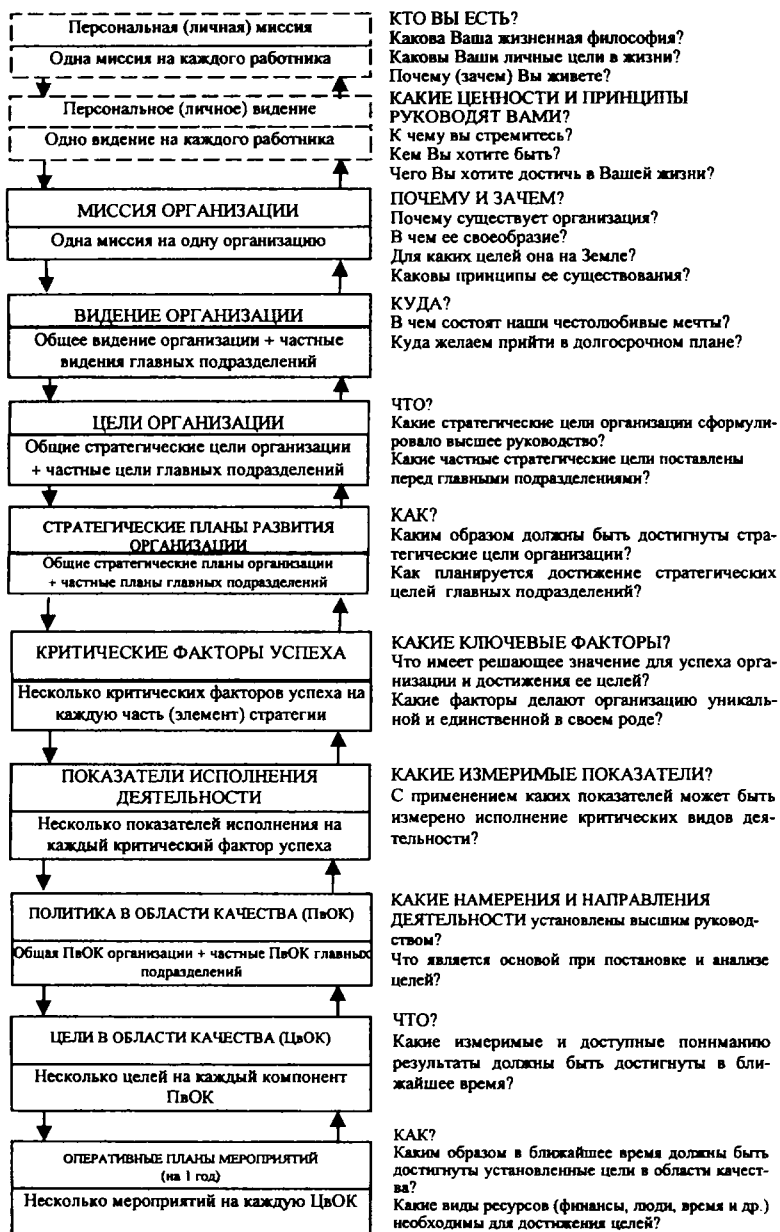 Персональная (личная) миссия
Одна миссия на каждого работника
КТО ВЫ ЕСТЬ?
Какова Ваша жизненная философия?
Каковы Ваши личные цели в жизни?
Почему (зачем) Вы живете?
Персональное (личное) видение
Одно видение на каждого работника
КАКИЕ ЦЕННОСТИ И ПРИНЦИПЫ
РУКОВОДЯТ ВАМИ?
К чему вы стремитесь?
Кем Вы хотите быть?
Чего Вы хотите достичь в Вашей жизни?
МИССИЯ ОРГАНИЗАЦИИ
Одна миссия на одну организацию
ПОЧЕМУ И ЗАЧЕМ?
Почему существует организация?
В чем ее своеобразие?
Для каких целей она на Земле?
Каковы принципы ее существования?
ВИДЕНИЕ ОРГАНИЗАЦИИ
Общее видение организации + частные
видения главных подразделений
КУДА?
В чем состоят наши честолюбивые мечты?
Куда желаем прийти в долгосрочном плане?
ЦЕЛИ ОРГАНИЗАЦИИ
Общие стратегические цели организации
+ частные цели главных подразделений
ЧТО?
Какие стратегические цели организации сформули-
ровало высшее руководство?
Какие частные стратегические цели поставлены
перед главными подразделениями?
СТРАТЕГИЧЕСКИЕ ПЛАНЫ РАЗВИТИЯ
ОРГАНИЗАЦИИ
Общие стратегические планы организации
+ частные планы главных подразделений
КАК?
Каким образом должны быть достигнуты стра-
тегические цели организации?
Как планируется достижение стратегических
целей главных подразделений?
КРИТИЧЕСКИЕ ФАКТОРЫ УСПЕХА
Несколько критических факторов успеха на
каждую часть (элемент) стратегии
КАКИЕ КЛЮЧЕВЫЕ ФАКТОРЫ?
Что имеет решающее значение для успеха орга-
низации и достижения ее целей?
Какие факторы делают организацию уникаль-
ной и единственной в своем роде?
ПОКАЗАТЕЛИ ИСПОЛНЕНИЯ
ДЕЯТЕЛЬНОСТИ
Несколько показателей исполнения на
каждый критический фактор успеха
КАКИЕ ИЗМЕРИМЫЕ ПОКАЗАТЕЛИ?
С применением каких показателей может быть
измерено исполнение критических видов дея-
тельности?
ПОЛИТИКА В ОБЛАСТИ КАЧЕСТВА (ПвОК)
Общая ПвОК организации + частные ПвОК главных
подразделений
КАКИЕ НАМЕРЕНИЯ И НАПРАВЛЕНИЯ
ДЕЯТЕЛЬНОСТИ установлены высшим руковод-
ством?
Что является основой при постановке и анализе
целей?
ЦЕЛИ В ОБЛАСТИ КАЧЕСТВА (ЦвОК)
Несколько целей на каждый компонент
ПвОК
ЧТО?
Какие измеримые и доступные пониманию
результаты должны быть достигнуты в бли-
жайшее время?
ОПЕРАТИВНЫЕ ПЛАНЫ МЕРОПРИЯТИЙ
(на 1 год)
Несколько мероприятий на каждую ЦвОК
КАК?
Каким образом в ближайшее время должны быть
достигнуты установленные цели в области качест-
ва?
Какие виды ресурсов (финансы, люди, время и др.)
необходимы для достижения целей?